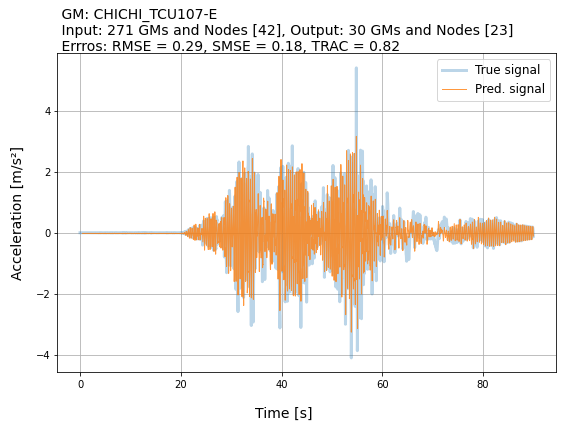 GM: CHICHI_TCU107-E
Input: 271 GMs and Nodes [42], Output: 30 GMs and Nodes [23]
Errros: RMSE = 0.29, SMSE = 0.18, TRAC = 0.82
True signal
Pred. signal
Acceleration [m/s²]
4
2
0
−2
−4
0
20
40
60
80
Time [s]